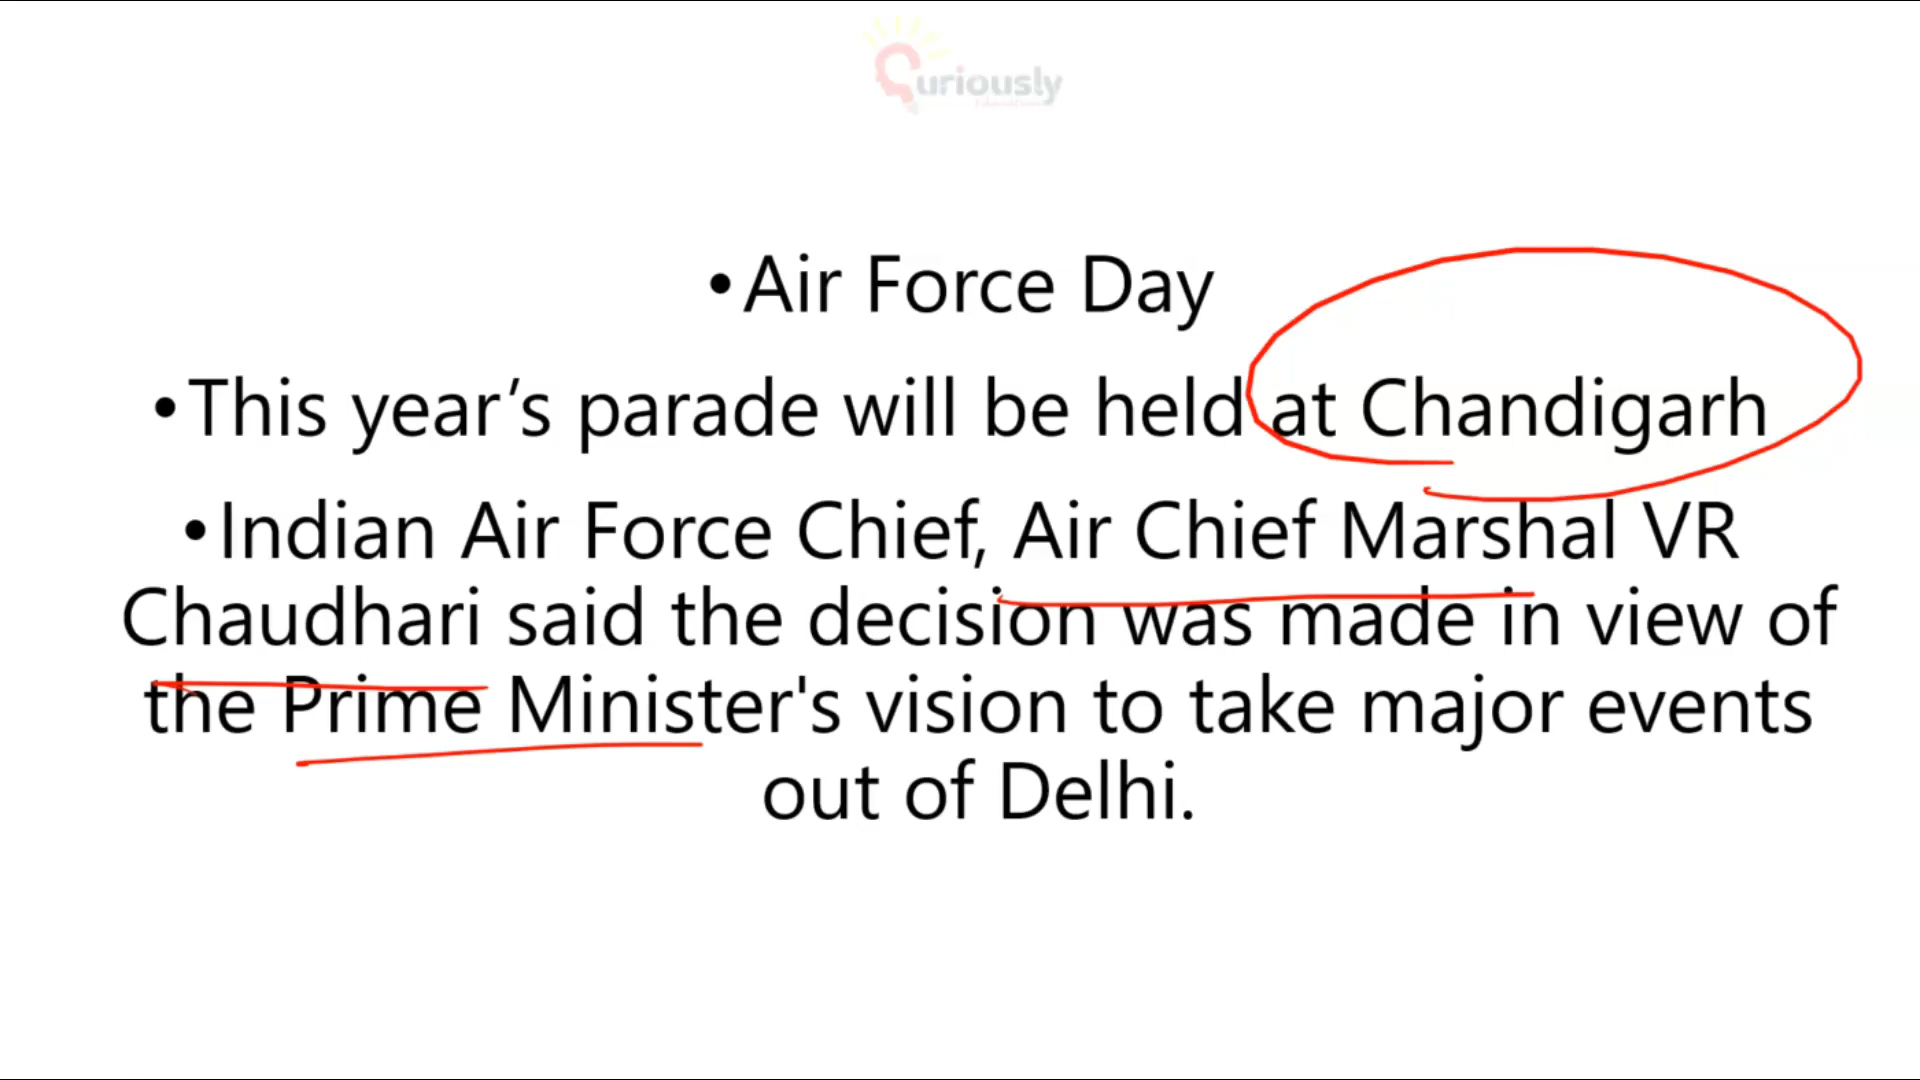 Curiously
•Air Force Day
•This year’s parade will be held at Chandigarh
•Indian Air Force Chief, Air Chief Marshal VR
Chaudhari said the decision was made in view of
the Prime Minister's vision to take major events
out of Delhi.